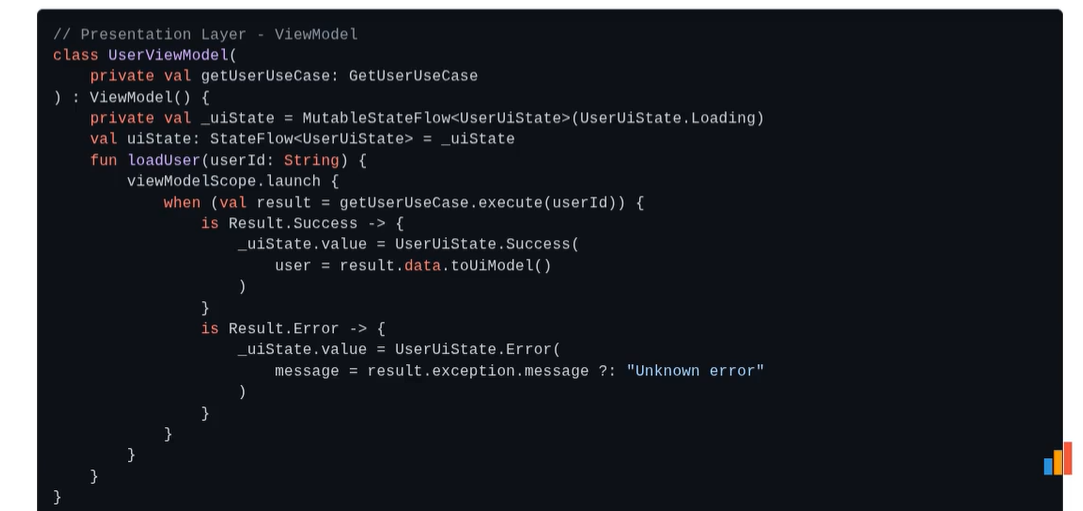 // Presentation Layer - ViewModel
class UserViewModel(
    private val getUserUseCase: GetUserUseCase
) : ViewModel() {
    private val _uiState = MutableStateFlow<UserUiState>(UserUiState.Loading)
    val uiState: StateFlow<UserUiState> = _uiState
    fun loadUser(userId: String) {
        viewModelScope.launch {
            when (val result = getUserUseCase.execute(userId)) {
                is Result.Success -> {
                    _uiState.value = UserUiState.Success(
                        user = result.data.toUiModel()
                    )
                }
                is Result.Error -> {
                    _uiState.value = UserUiState.Error(
                        message = result.exception.message ?: "Unknown error"
                    )
                }
            }
        }
    }
}